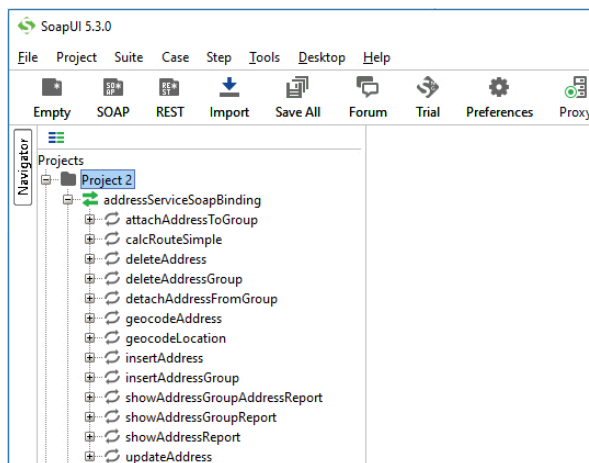 SoapUI 5.3.0
File Project Suite Case Step Tools Desktop Help
Empty SOAP REST Import Save All Forum Trial Preferences Proxy
Navigator
Projects
Project 2
addressServiceSoapBinding
attachAddressToGroup
calcRouteSimple
deleteAddress
deleteAddressGroup
detachAddressFromGroup
geocodeAddress
geocodeLocation
insertAddress
insertAddressGroup
showAddressGroupAddressReport
showAddressGroupReport
showAddressReport
updateAddress